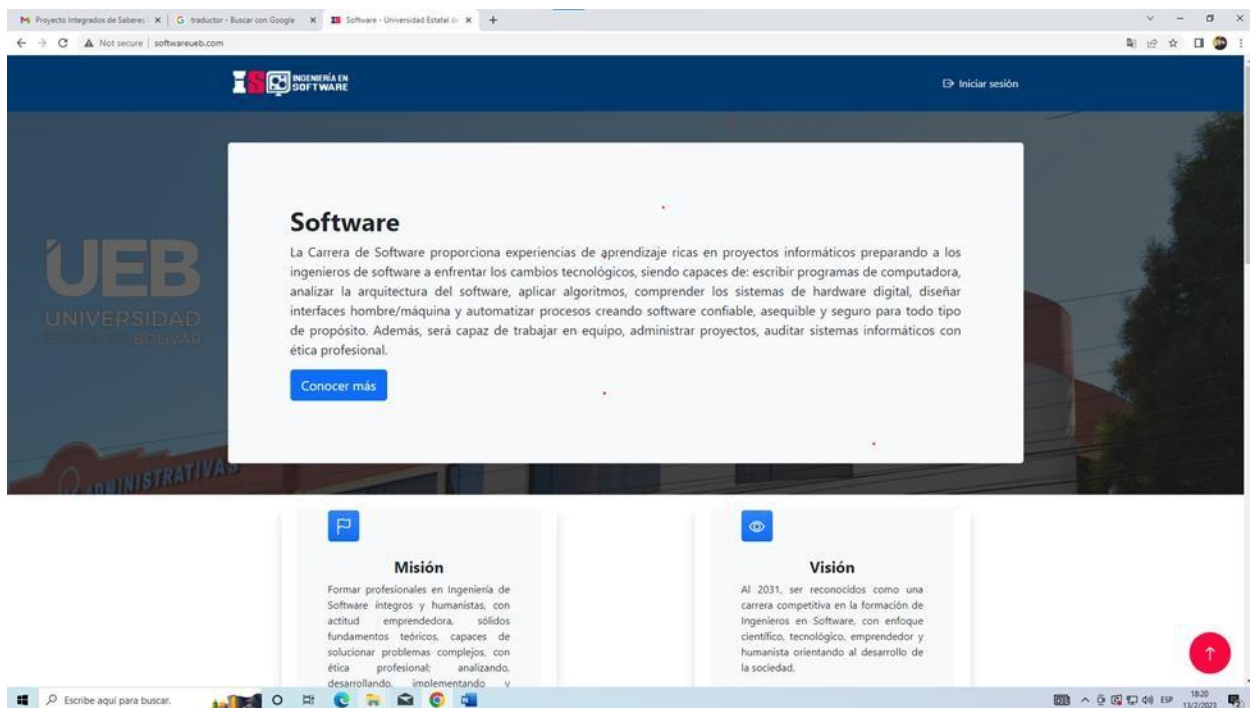 Proyecto Integrados de Saberes
traductor - Buscar con Google
Software - Universidad Estatal de
Not secure | softwareueb.com
IS INGENIERÍA EN
SOFTWARE
Iniciar sesión
Software
La Carrera de Software proporciona experiencias de aprendizaje ricas en proyectos informáticos preparando a los
ingenieros de software a enfrentar los cambios tecnológicos, siendo capaces de: escribir programas de computadora,
analizar la arquitectura del software, aplicar algoritmos, comprender los sistemas de hardware digital, diseñar
interfaces hombre/máquina y automatizar procesos creando software confiable, asequible y seguro para todo tipo
de propósito. Además, será capaz de trabajar en equipo, administrar proyectos, auditar sistemas informáticos con
ética profesional.
Conocer más
UEB
UNIVERSIDAD
BOLÍVAR
ADMINISTRATIVAS
Misión
Formar profesionales en Ingeniería de
Software íntegros y humanistas, con
actitud emprendedora, sólidos
fundamentos teóricos, capaces de
solucionar problemas complejos, con
ética profesional; analizando,
desarrollando, implementando y
Visión
Al 2031, ser reconocidos como una
carrera competitiva en la formación de
Ingenieros en Software, con enfoque
científico, tecnológico, emprendedor y
humanista orientando al desarrollo de
la sociedad.
Escribe aquí para buscar.
ESP
18:20
13/2/2023